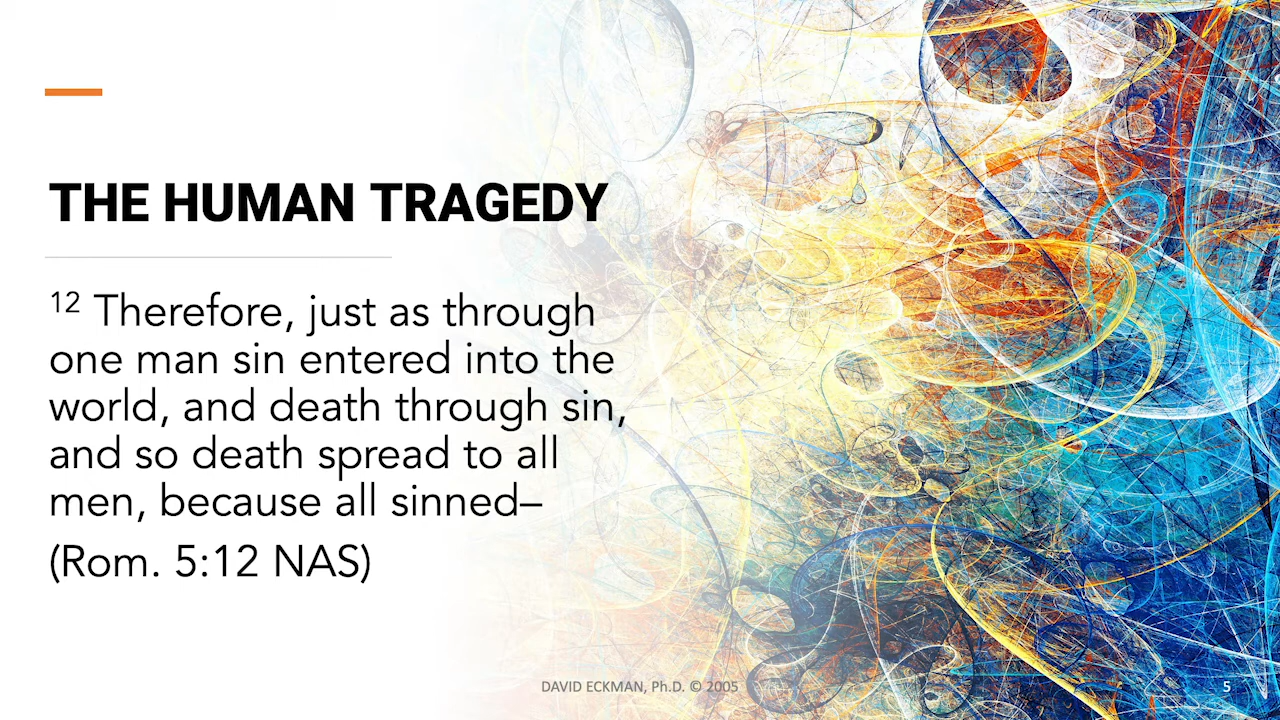 THE HUMAN TRAGEDY
12 Therefore, just as through
one man sin entered into the
world, and death through sin,
and so death spread to all
men, because all sinned–
(Rom. 5:12 NAS)
DAVID ECKMAN, Ph.D. © 2005
5